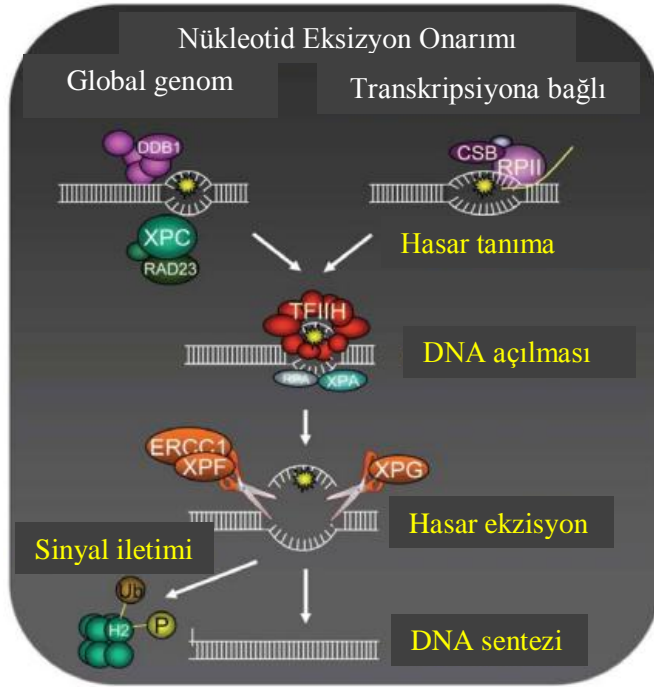 Nükleotid Eksizyon Onarımı
Global genom
Transkripsiyona bağlı
DDB1
CSB
RPII
XPC
RAD23
Hasar tanıma
TFIIH
DNA açılması
RPA
XPA
ERCC1
XPF
XPG
Hasar ekzisyon
Sinyal iletimi
Ub
H2
P
DNA sentezi